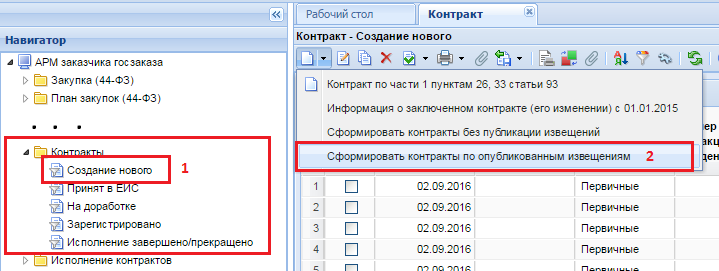 Рабочий стол
Контракт
Навигатор
Контракт - Создание нового
АРМ заказчика госзаказа
Закупка (44-ФЗ)
План закупок (44-ФЗ)
Контракты
Создание нового 1
Принят в ЕИС
На доработке
Зарегистрировано
Исполнение завершено/прекращено
Исполнение контрактов
Контракт по части 1 пунктам 26, 33 статьи 93
Информация о заключенном контракте (его изменении) с 01.01.2015
Сформировать контракты без публикации извещений
Сформировать контракты по опубликованным извещениям 2
1 02.09.2016 Первичные
2 02.09.2016 Первичные
3 02.09.2016 Первичные
4 02.09.2016 Первичные
5 02.09.2016 Первичные